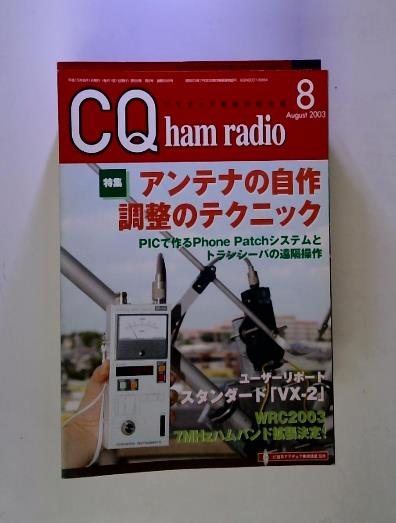 CQ ham radio
8
August 2003
特集
アンテナの自作
調整のテクニック
PICで作るPhone Patchシステムと
トランシーバの遠隔操作
ユーザーリポート
スタンダード「VX-2」
WRC2003
7MHzハムバンド拡張決定!